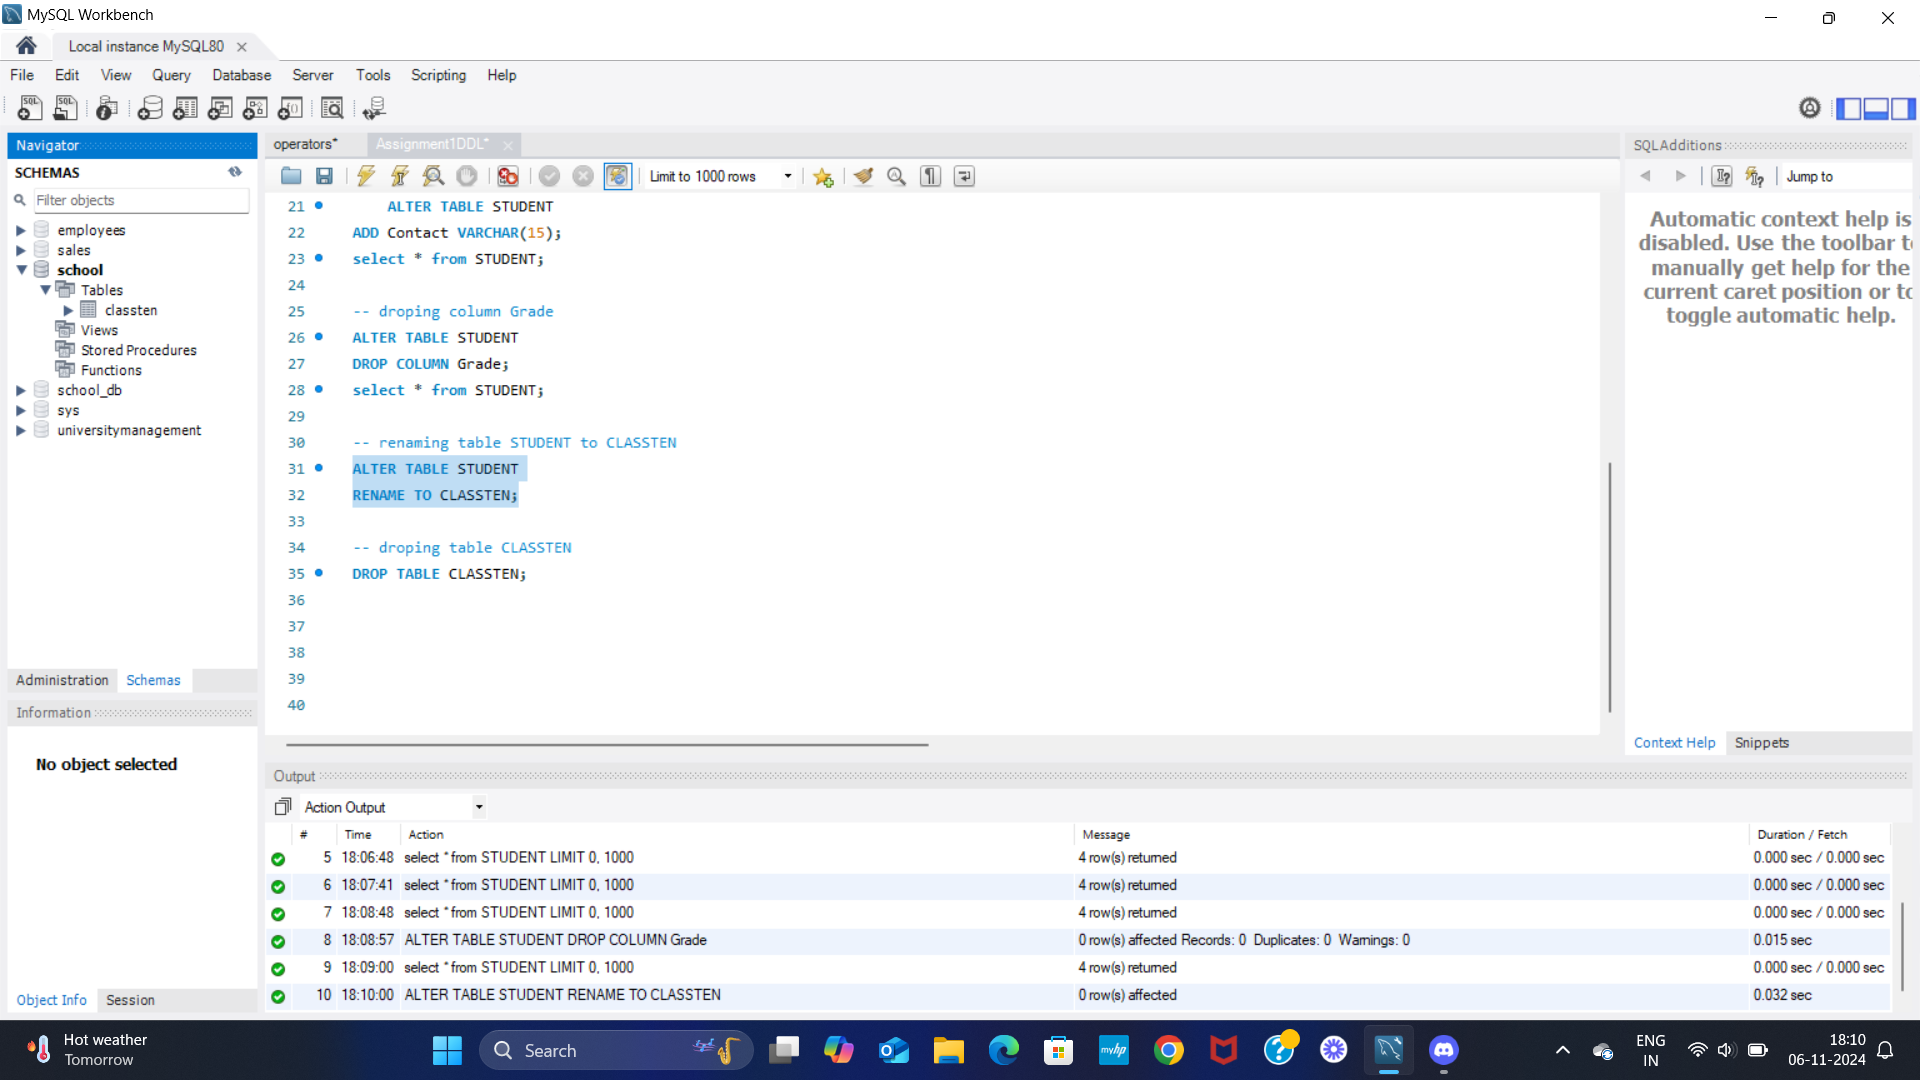 MySQL Workbench
Local instance MySQL80
File Edit View Query Database Server Tools Scripting Help
Navigator
SCHEMAS
Filter objects
employees
sales
school
Tables
classten
Views
Stored Procedures
Functions
school_db
sys
universitymanagement
Administration Schemas
Information
No object selected
Object Info Session
operators* Assignment1DDL*
Limit to 1000 rows
21 ALTER TABLE STUDENT
22 ADD Contact VARCHAR(15);
23 select * from STUDENT;
24
25 -- droping column Grade
26 ALTER TABLE STUDENT
27 DROP COLUMN Grade;
28 select * from STUDENT;
29
30 -- renaming table STUDENT to CLASSTEN
31 ALTER TABLE STUDENT
32 RENAME TO CLASSTEN;
33
34 -- droping table CLASSTEN
35 DROP TABLE CLASSTEN;
36
37
38
39
40
SQLAdditions
Jump to
Automatic context help is
disabled. Use the toolbar to
manually get help for the
current caret position or to
toggle automatic help.
Context Help Snippets
Output
Action Output
# Time Action Message Duration / Fetch
5 18:06:48 select * from STUDENT LIMIT 0, 1000 4 row(s) returned 0.000 sec / 0.000 sec
6 18:07:41 select * from STUDENT LIMIT 0, 1000 4 row(s) returned 0.000 sec / 0.000 sec
7 18:08:48 select * from STUDENT LIMIT 0, 1000 4 row(s) returned 0.000 sec / 0.000 sec
8 18:08:57 ALTER TABLE STUDENT DROP COLUMN Grade 0 row(s) affected Records: 0 Duplicates: 0 Warnings: 0 0.015 sec
9 18:09:00 select * from STUDENT LIMIT 0, 1000 4 row(s) returned 0.000 sec / 0.000 sec
10 18:10:00 ALTER TABLE STUDENT RENAME TO CLASSTEN 0 row(s) affected 0.032 sec
Hot weather
Tomorrow
Search
myhp
ENG
IN
18:10
06-11-2024